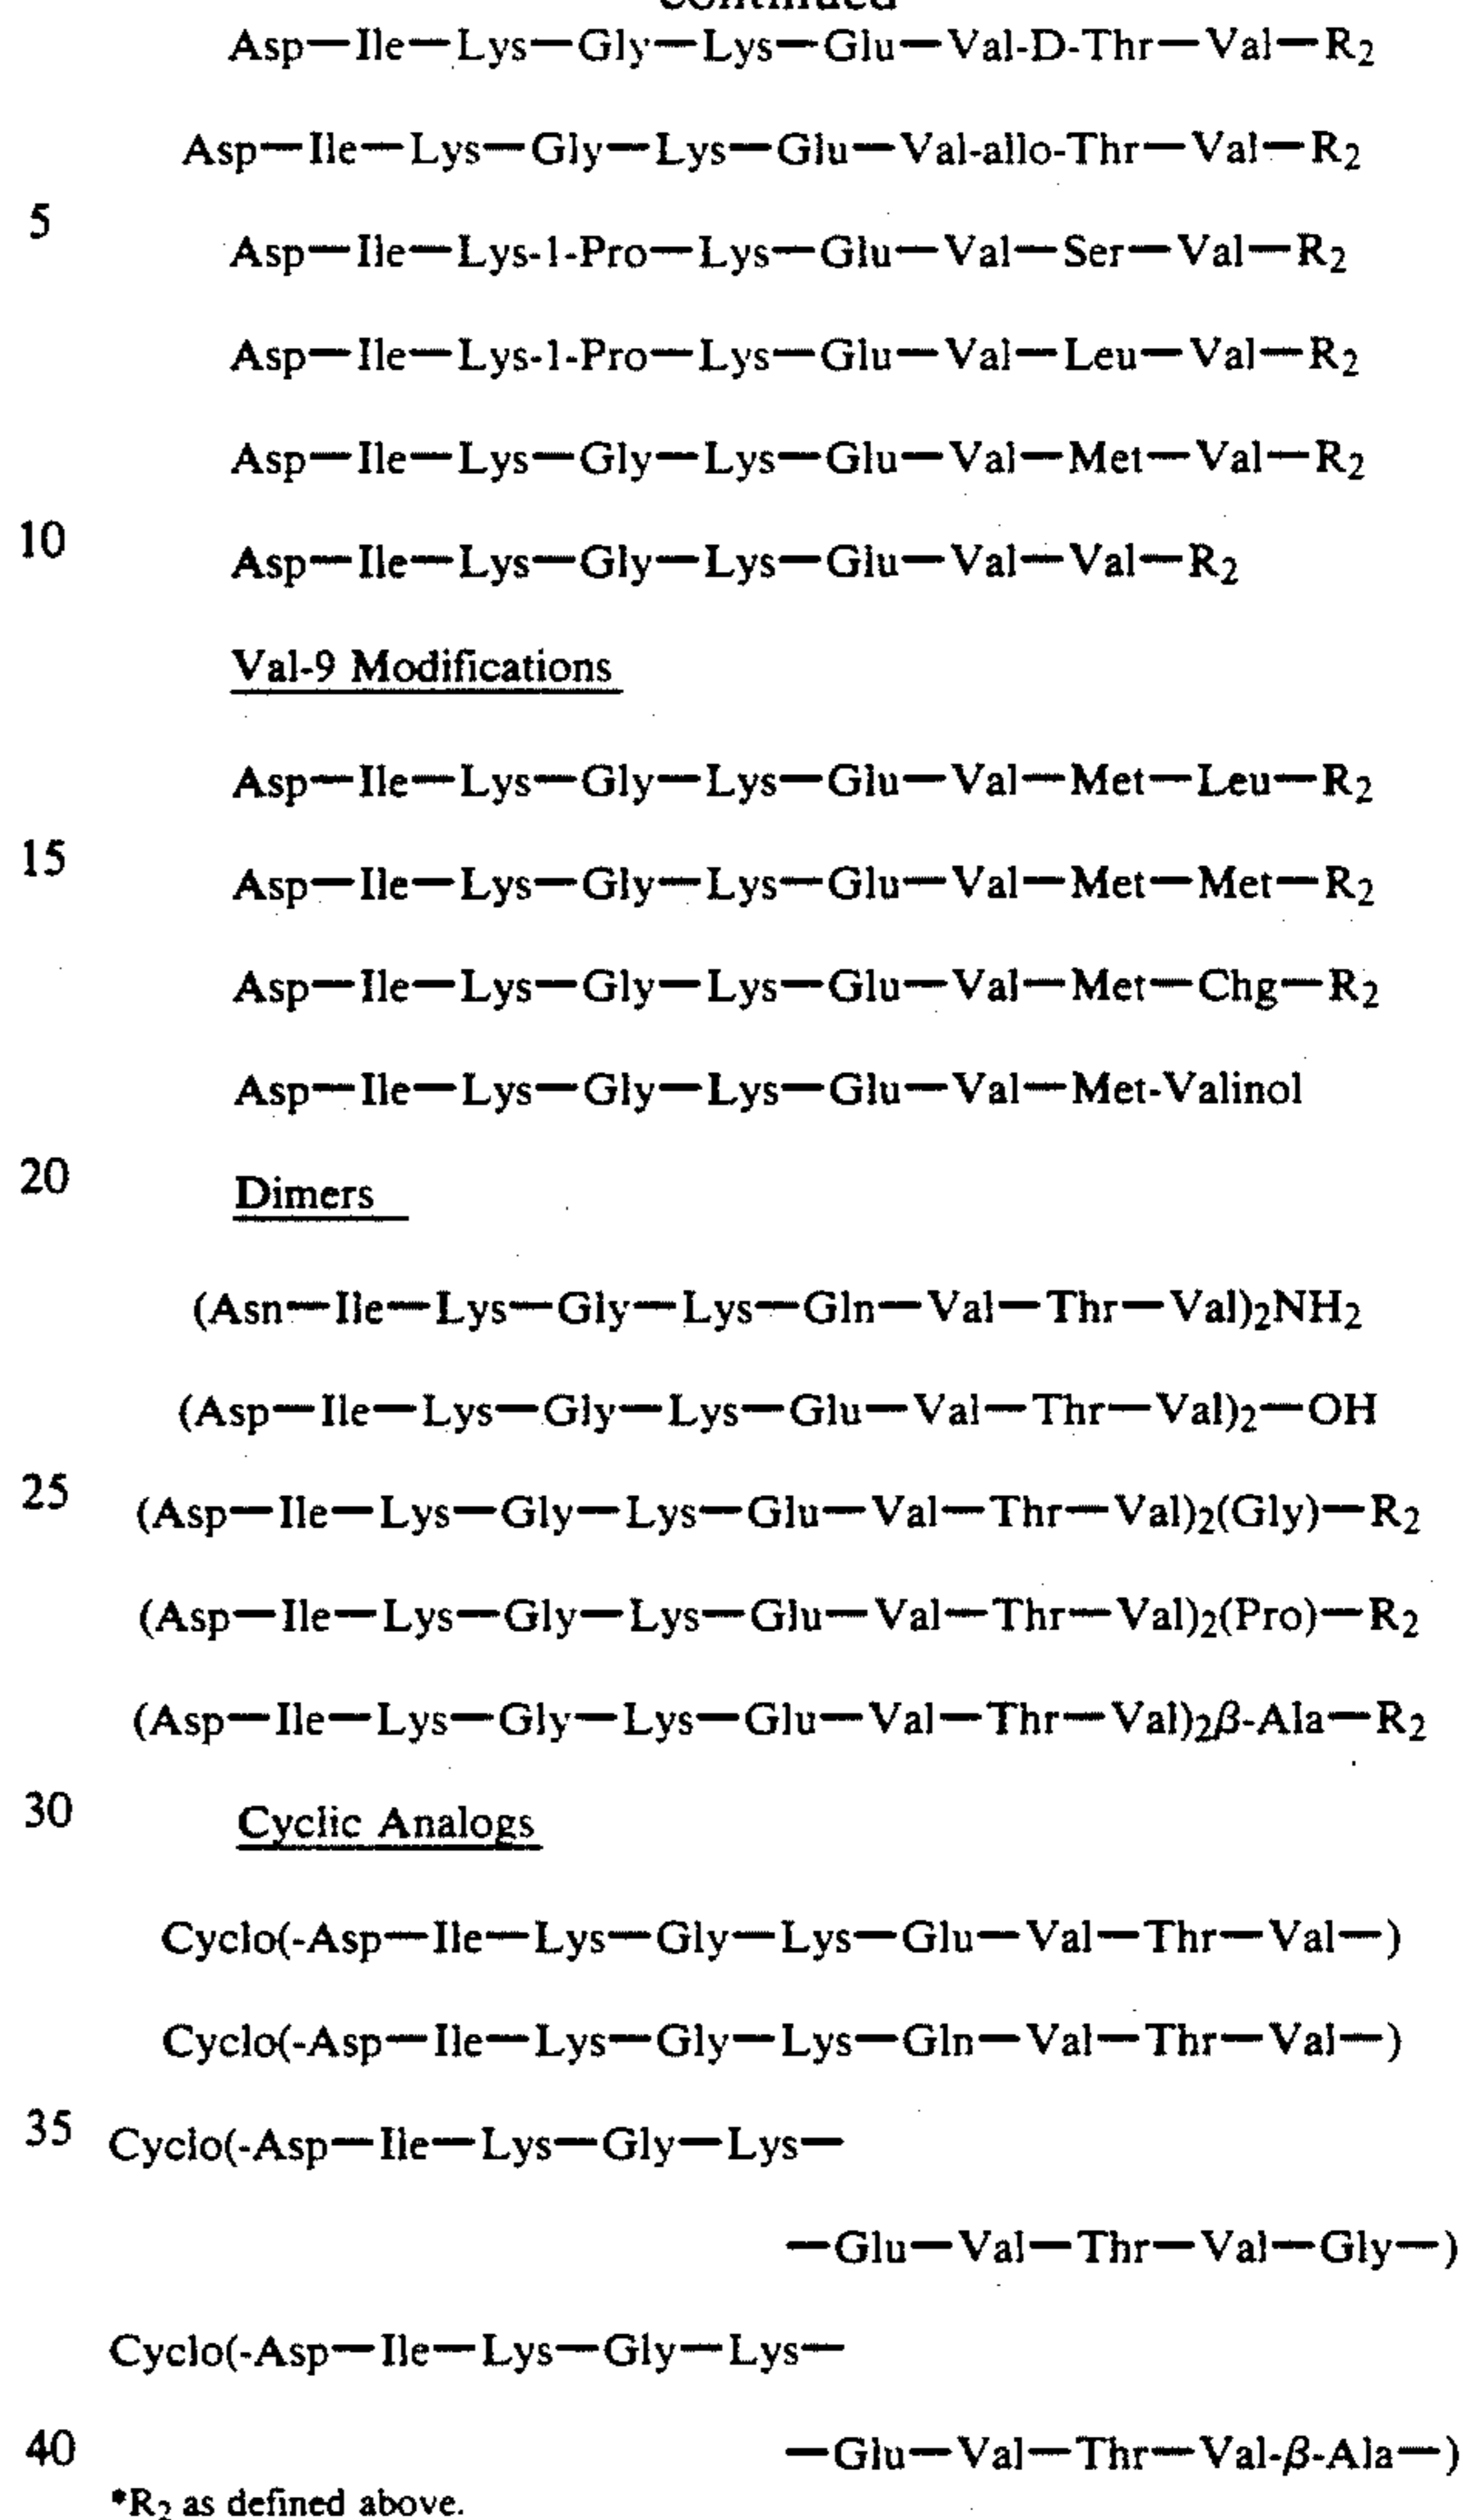 Asp—Ile—Lys—Gly—Lys—Glu—Val-D-Thr—Val—R2
Asp—Ile—Lys—Gly—Lys—Glu—Val-allo-Thr—Val—R2
5
Asp—Ile—Lys-1-Pro—Lys—Glu—Val—Ser—Val—R2
Asp—Ile—Lys-1-Pro—Lys—Glu—Val—Leu—Val—R2
Asp—Ile—Lys—Gly—Lys—Glu—Val—Met—Val—R2
10
Asp—Ile—Lys—Gly—Lys—Glu—Val—Val—R2
Val-9 Modifications
Asp—Ile—Lys—Gly—Lys—Glu—Val—Met—Leu—R2
15
Asp—Ile—Lys—Gly—Lys—Glu—Val—Met—Met—R2
Asp—Ile—Lys—Gly—Lys—Glu—Val—Met—Chg—R2
Asp—Ile—Lys—Gly—Lys—Glu—Val—Met-Valinol
20
Dimers
(Asn—Ile—Lys—Gly—Lys—Gln—Val—Thr—Val)2NH2
(Asp—Ile—Lys—Gly—Lys—Glu—Val—Thr—Val)2—OH
25
(Asp—Ile—Lys—Gly—Lys—Glu—Val—Thr—Val)2(Gly)—R2
(Asp—Ile—Lys—Gly—Lys—Glu—Val—Thr—Val)2(Pro)—R2
(Asp—Ile—Lys—Gly—Lys—Glu—Val—Thr—Val)2β-Ala—R2
30
Cyclic Analogs
Cyclo(-Asp—Ile—Lys—Gly—Lys—Glu—Val—Thr—Val—)
Cyclo(-Asp—Ile—Lys—Gly—Lys—Gln—Val—Thr—Val—)
35
Cyclo(-Asp—Ile—Lys—Gly—Lys—
—Glu—Val—Thr—Val—Gly—)
Cyclo(-Asp—Ile—Lys—Gly—Lys—
40
—Glu—Val—Thr—Val-β-Ala—)
*R2 as defined above.